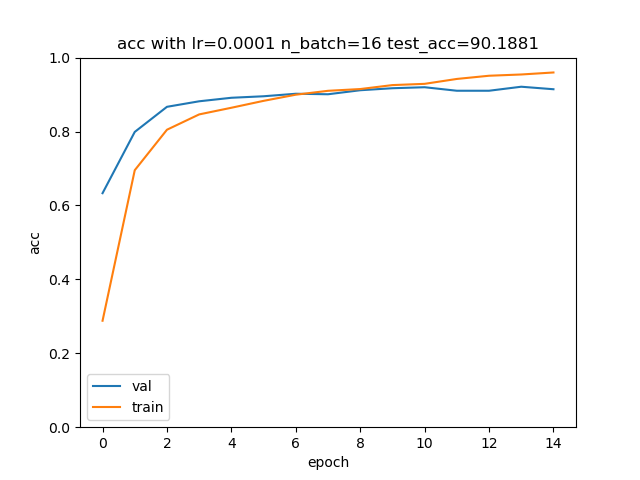 acc with lr=0.0001 n_batch=16 test_acc=90.1881
1.0
0.8
0.6
0.4
0.2
0.0
acc
val
train
0 2 4 6 8 10 12 14
epoch